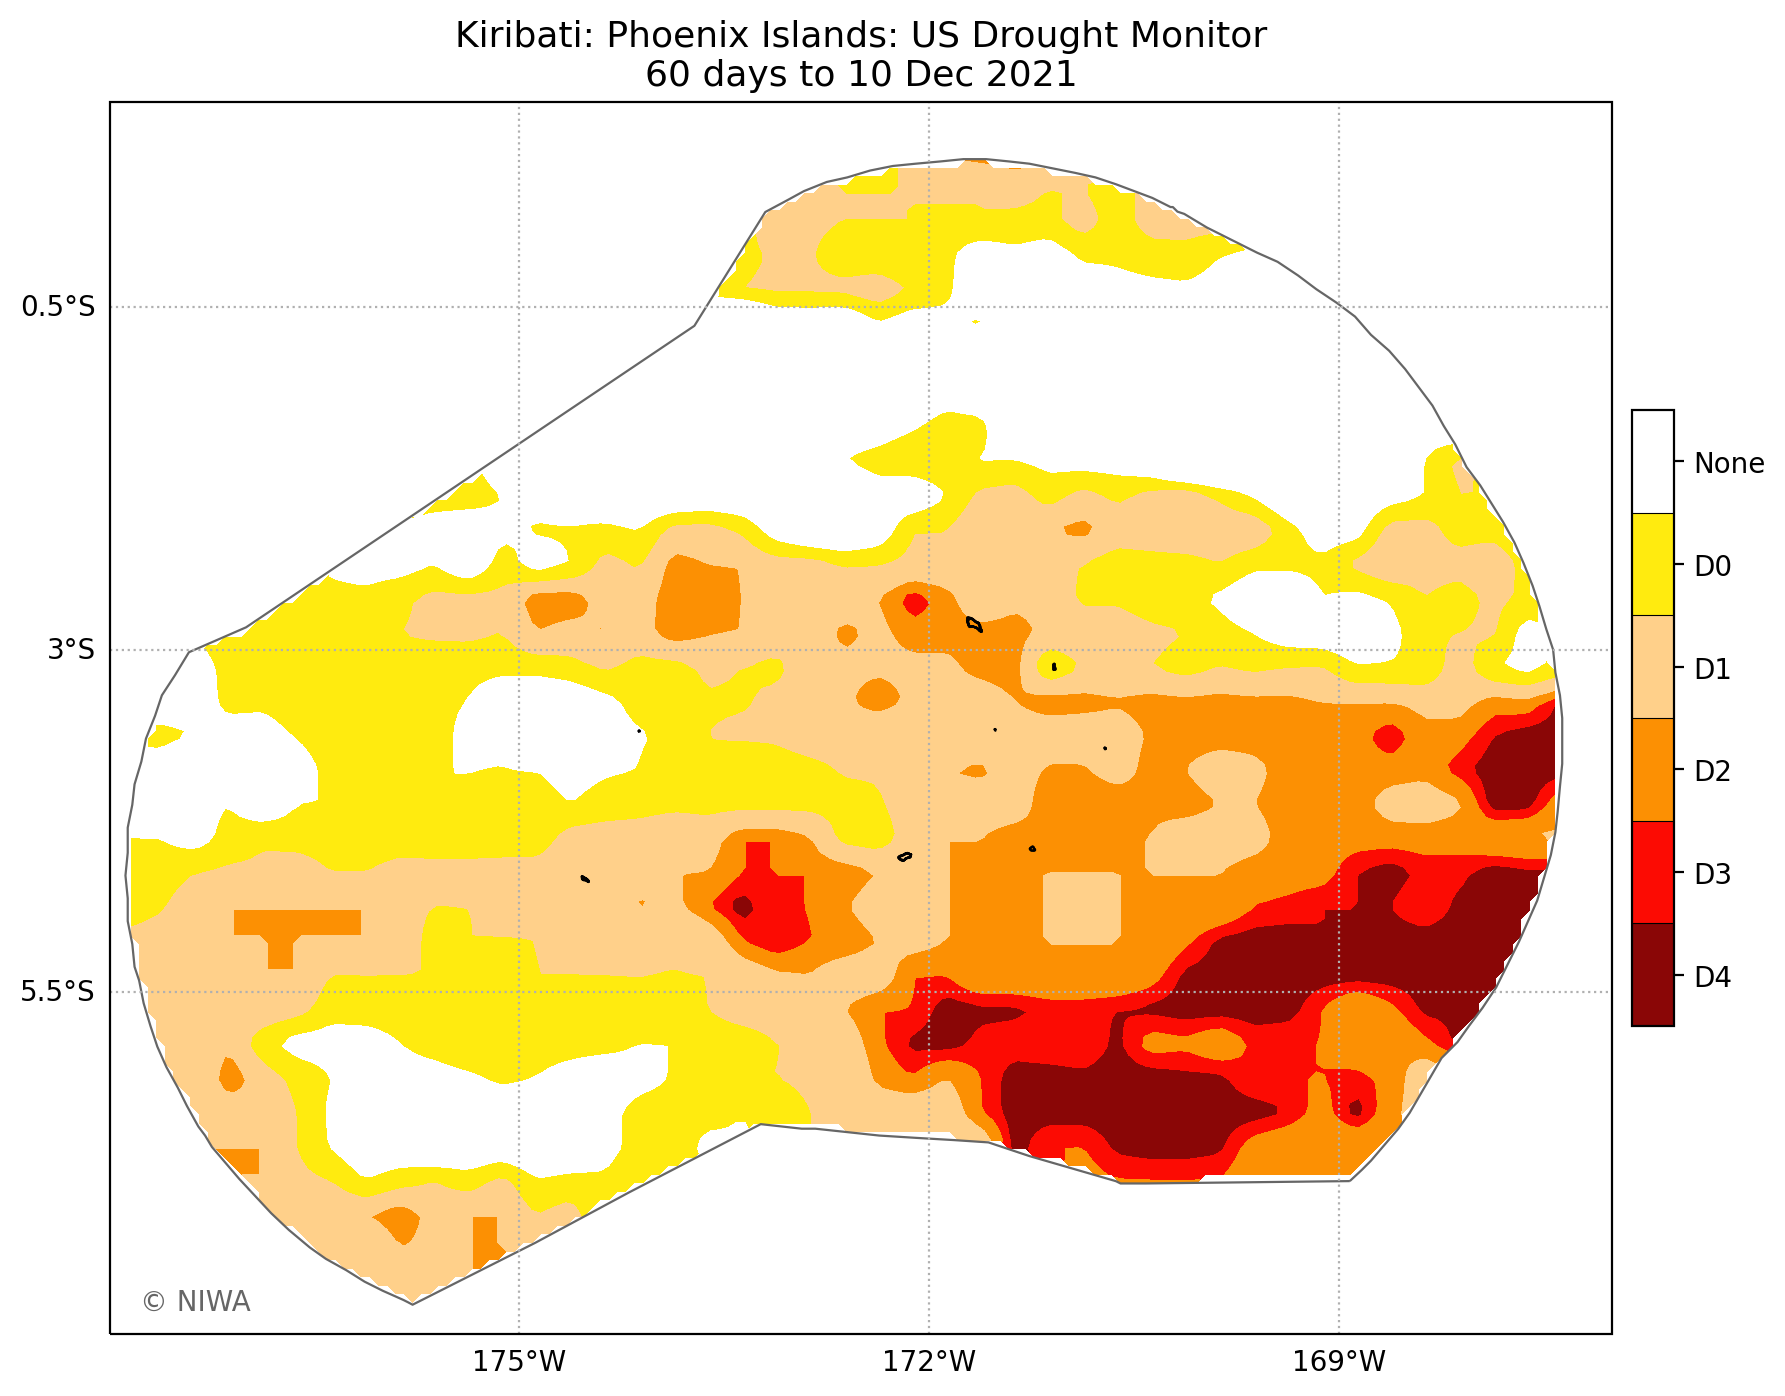 Kiribati: Phoenix Islands: US Drought Monitor
60 days to 10 Dec 2021
0.5°S
3°S
5.5°S
175°W
172°W
169°W
None
D0
D1
D2
D3
D4
© NIWA